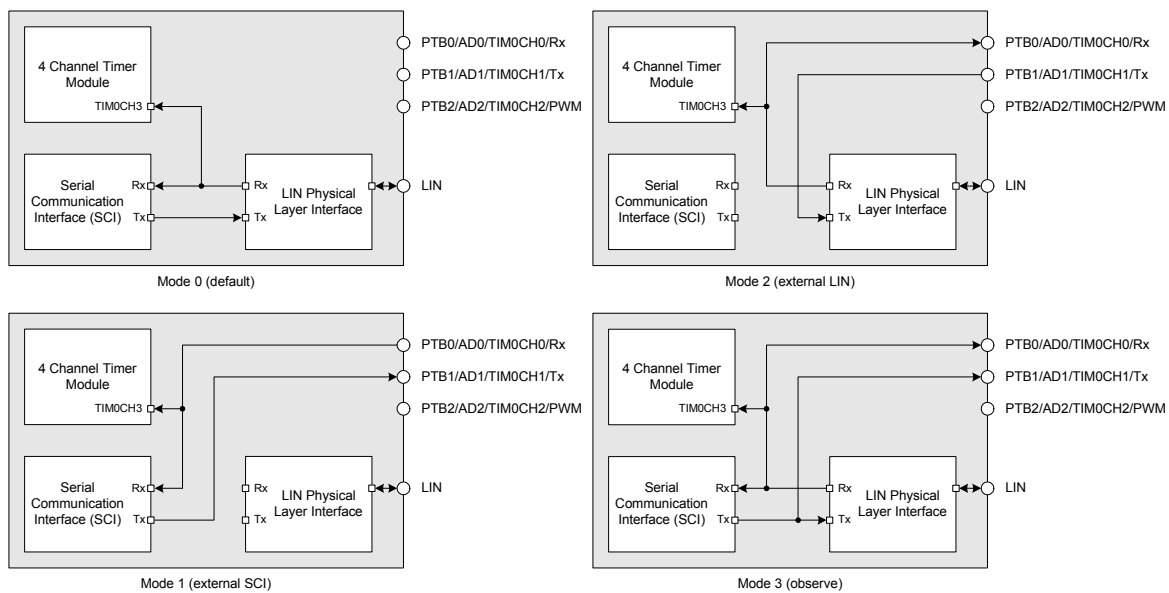 4 Channel Timer
Module
TIM0CH3
Serial
Communication
Interface (SCI)
Rx
Tx
Rx
Tx
LIN Physical
Layer Interface
PTB0/AD0/TIM0CH0/Rx
PTB1/AD1/TIM0CH1/Tx
PTB2/AD2/TIM0CH2/PWM
LIN
Mode 0 (default)
4 Channel Timer
Module
TIM0CH3
Serial
Communication
Interface (SCI)
Rx
Tx
Rx
Tx
LIN Physical
Layer Interface
PTB0/AD0/TIM0CH0/Rx
PTB1/AD1/TIM0CH1/Tx
PTB2/AD2/TIM0CH2/PWM
LIN
Mode 2 (external LIN)
4 Channel Timer
Module
TIM0CH3
Serial
Communication
Interface (SCI)
Rx
Tx
Rx
Tx
LIN Physical
Layer Interface
PTB0/AD0/TIM0CH0/Rx
PTB1/AD1/TIM0CH1/Tx
PTB2/AD2/TIM0CH2/PWM
LIN
Mode 1 (external SCI)
4 Channel Timer
Module
TIM0CH3
Serial
Communication
Interface (SCI)
Rx
Tx
Rx
Tx
LIN Physical
Layer Interface
PTB0/AD0/TIM0CH0/Rx
PTB1/AD1/TIM0CH1/Tx
PTB2/AD2/TIM0CH2/PWM
LIN
Mode 3 (observe)